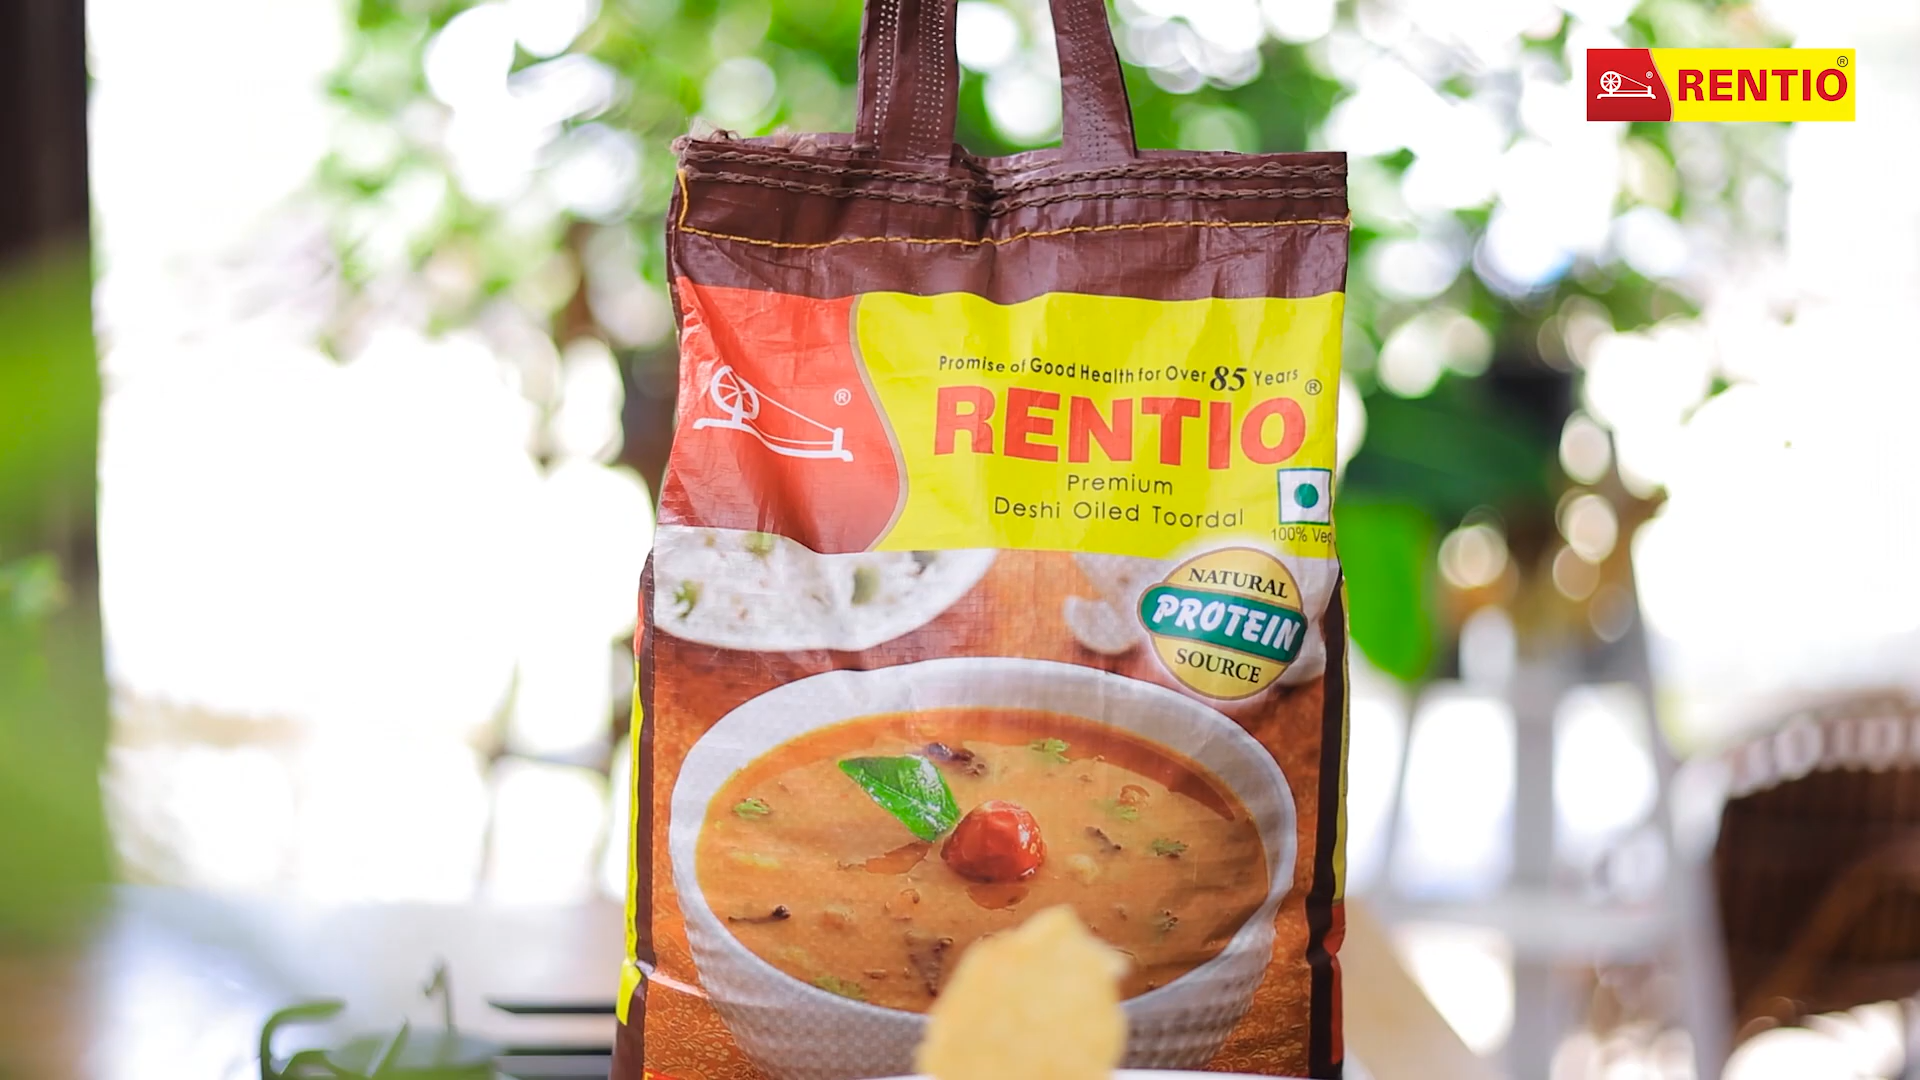 RENTIO®
Promise of Good Health for Over 85 Years
RENTIO®
®
Premium
Deshi Oiled Toordal
100% Veg
NATURAL
PROTEIN
SOURCE